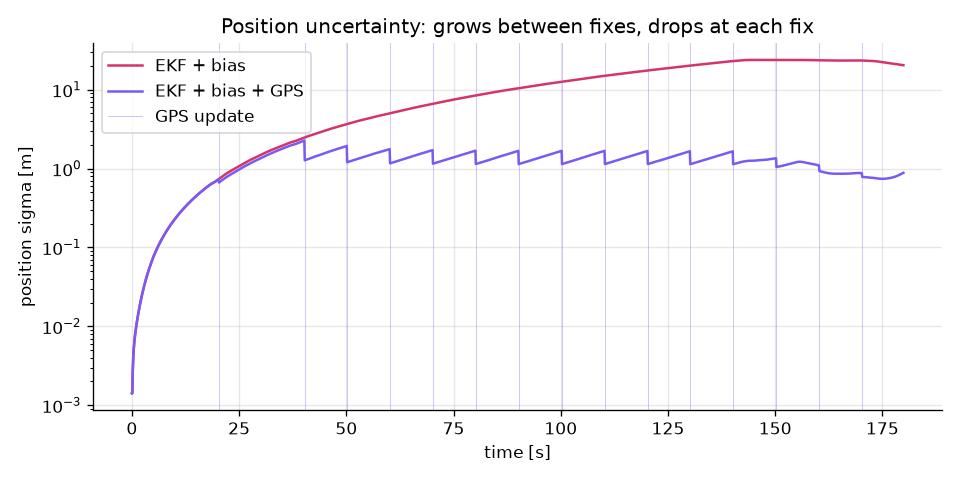 Position uncertainty: grows between fixes, drops at each fix
EKF + bias
EKF + bias + GPS
GPS update
position sigma [m]
10¹
10⁰
10⁻¹
10⁻²
10⁻³
0 25 50 75 100 125 150 175
time [s]